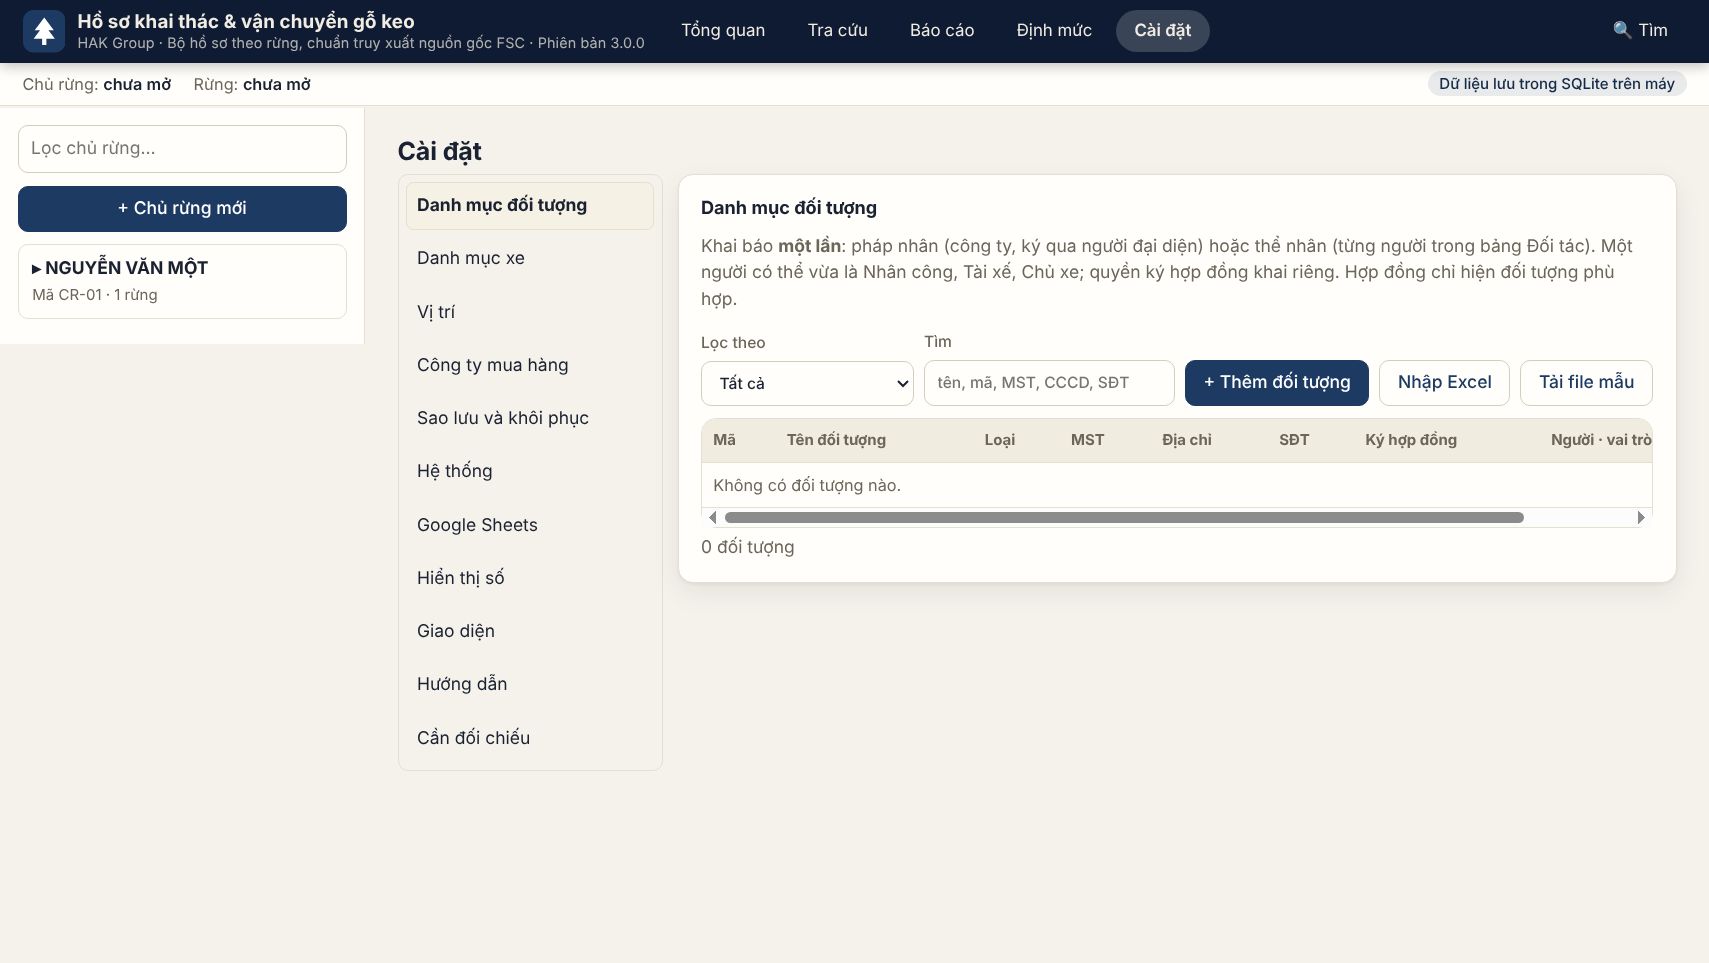 Hồ sơ khai thác & vận chuyển gỗ keo
HAK Group · Bộ hồ sơ theo rừng, chuẩn truy xuất nguồn gốc FSC · Phiên bản 3.0.0
Tổng quan
Tra cứu
Báo cáo
Định mức
Cài đặt
🔍 Tìm
Chủ rừng: chưa mở
Rừng: chưa mở
Dữ liệu lưu trong SQLite trên máy
Lọc chủ rừng...
+ Chủ rừng mới
▸ NGUYỄN VĂN MỘT
Mã CR-01 · 1 rừng
Cài đặt
Danh mục đối tượng
Danh mục xe
Vị trí
Công ty mua hàng
Sao lưu và khôi phục
Hệ thống
Google Sheets
Hiển thị số
Giao diện
Hướng dẫn
Cần đối chiếu
Danh mục đối tượng
Khai báo một lần: pháp nhân (công ty, ký qua người đại diện) hoặc thể nhân (từng người trong bảng Đối tác). Một
người có thể vừa là Nhân công, Tài xế, Chủ xe; quyền ký hợp đồng khai riêng. Hợp đồng chỉ hiện đối tượng phù
hợp.
Lọc theo
Tìm
Tất cả
tên, mã, MST, CCCD, SĐT
+ Thêm đối tượng
Nhập Excel
Tải file mẫu
Mã
Tên đối tượng
Loại
MST
Địa chỉ
SĐT
Ký hợp đồng
Người · vai trò
Không có đối tượng nào.
0 đối tượng